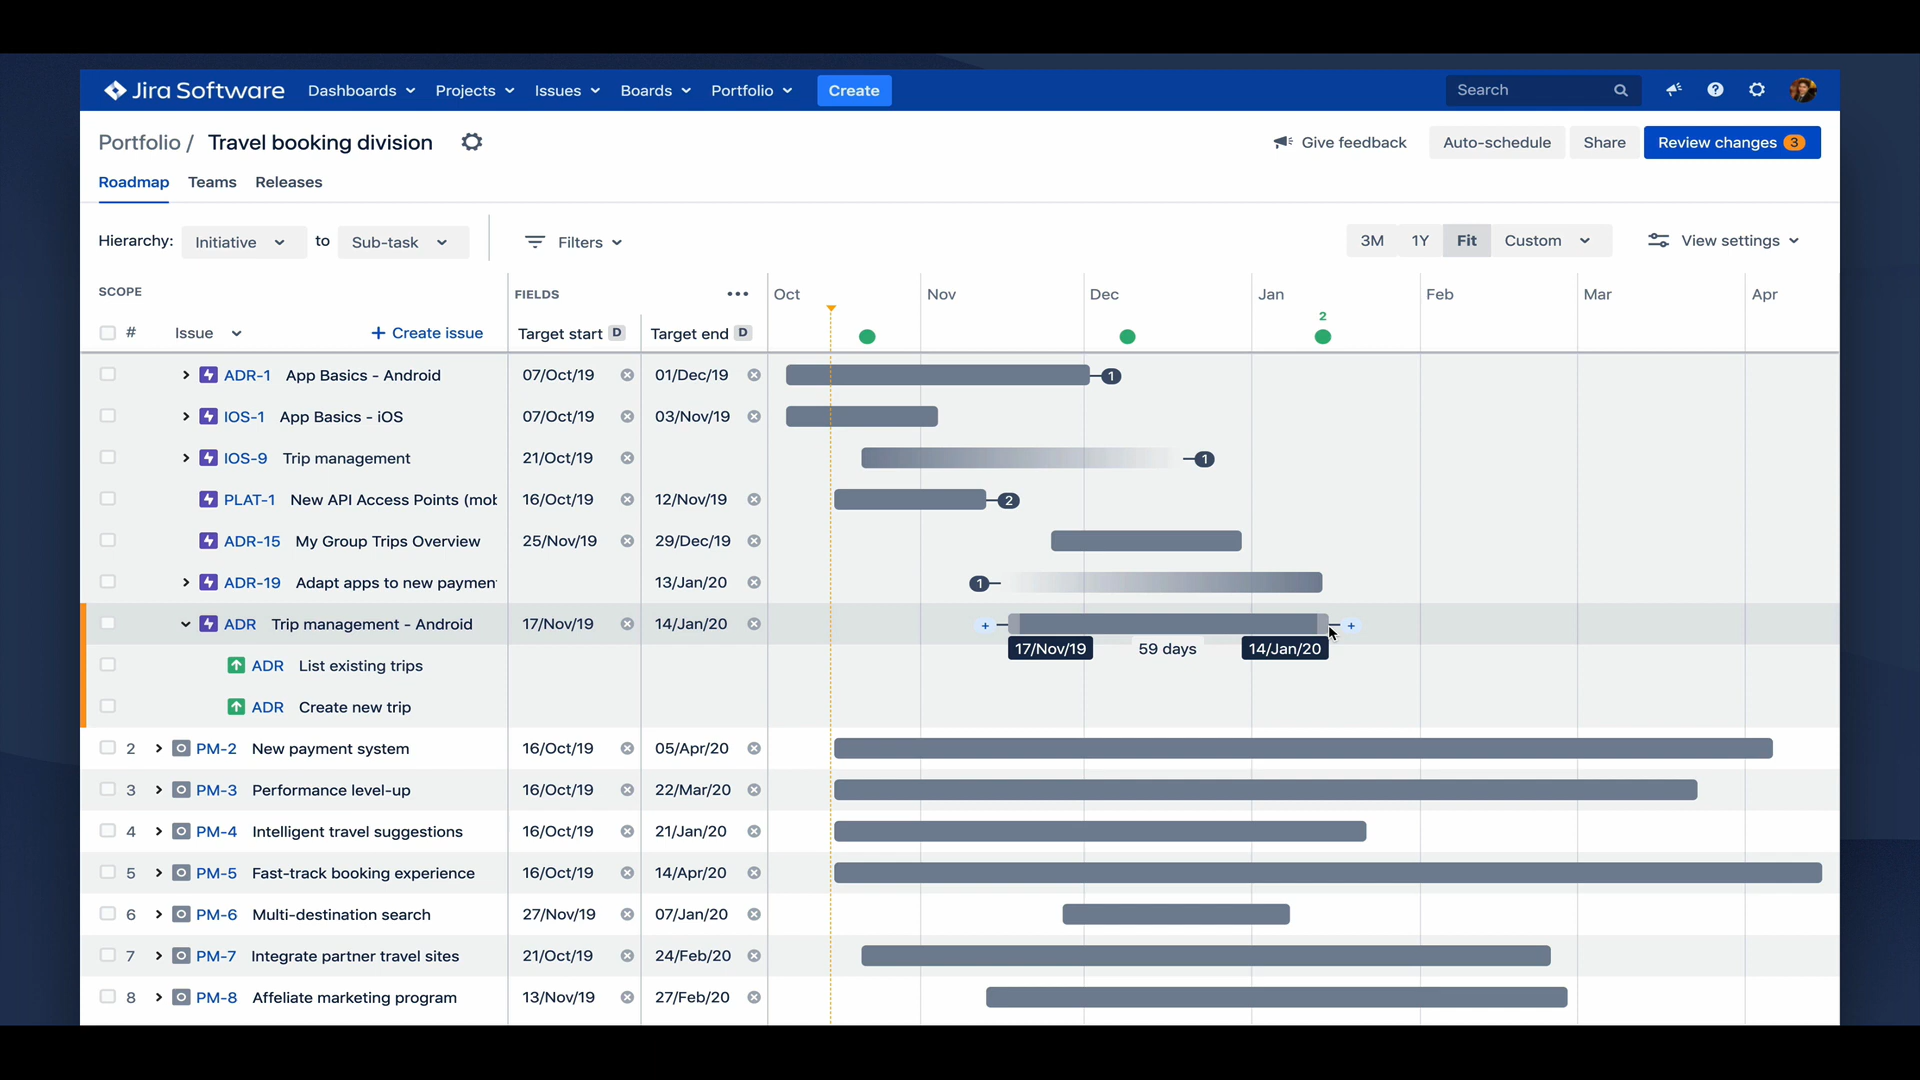 Jira Software Dashboards Projects Issues Boards Portfolio Create Search
Portfolio / Travel booking division Give feedback Auto-schedule Share Review changes 3
Roadmap Teams Releases
Hierarchy: Initiative to Sub-task Filters 3M 1Y Fit Custom View settings
SCOPE FIELDS ••• Oct Nov Dec Jan Feb Mar Apr
2
# Issue + Create issue Target start D Target end D
ADR-1 App Basics - Android 07/Oct/19 01/Dec/19 1
IOS-1 App Basics - iOS 07/Oct/19 03/Nov/19
IOS-9 Trip management 21/Oct/19 1
PLAT-1 New API Access Points (mob 16/Oct/19 12/Nov/19 2
ADR-15 My Group Trips Overview 25/Nov/19 29/Dec/19
ADR-19 Adapt apps to new paymen 13/Jan/20 1
ADR Trip management - Android 17/Nov/19 14/Jan/20 + +
17/Nov/19 59 days 14/Jan/20
ADR List existing trips
ADR Create new trip
2 PM-2 New payment system 16/Oct/19 05/Apr/20
3 PM-3 Performance level-up 16/Oct/19 22/Mar/20
4 PM-4 Intelligent travel suggestions 16/Oct/19 21/Jan/20
5 PM-5 Fast-track booking experience 16/Oct/19 14/Apr/20
6 PM-6 Multi-destination search 27/Nov/19 07/Jan/20
7 PM-7 Integrate partner travel sites 21/Oct/19 24/Feb/20
8 PM-8 Affeliate marketing program 13/Nov/19 27/Feb/20